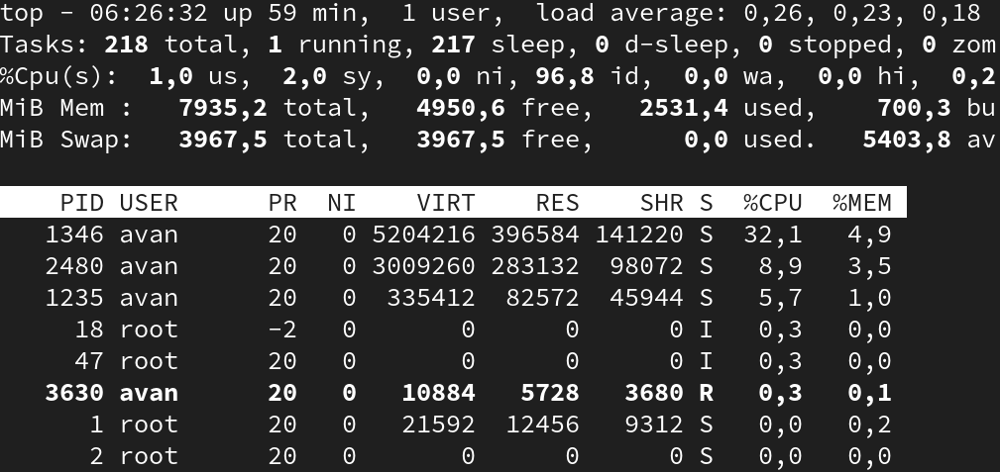 top - 06:26:32 up 59 min,  1 user,  load average: 0,26, 0,23, 0,18
Tasks: 218 total, 1 running, 217 sleep, 0 d-sleep, 0 stopped, 0 zom
%Cpu(s):  1,0 us,  2,0 sy,  0,0 ni, 96,8 id,  0,0 wa,  0,0 hi,  0,2
MiB Mem :   7935,2 total,   4950,6 free,   2531,4 used,    700,3 bu
MiB Swap:   3967,5 total,   3967,5 free,      0,0 used.   5403,8 av
PID USER      PR  NI    VIRT    RES    SHR S  %CPU  %MEM
1346 avan      20   0 5204216 396584 141220 S  32,1   4,9
2480 avan      20   0 3009260 283132  98072 S   8,9   3,5
1235 avan      20   0  335412  82572  45944 S   5,7   1,0
18 root      -2   0       0      0      0 I   0,3   0,0
47 root      20   0       0      0      0 I   0,3   0,0
3630 avan      20   0   10884   5728   3680 R   0,3   0,1
1 root      20   0   21592  12456   9312 S   0,0   0,2
2 root      20   0       0      0      0 S   0,0   0,0